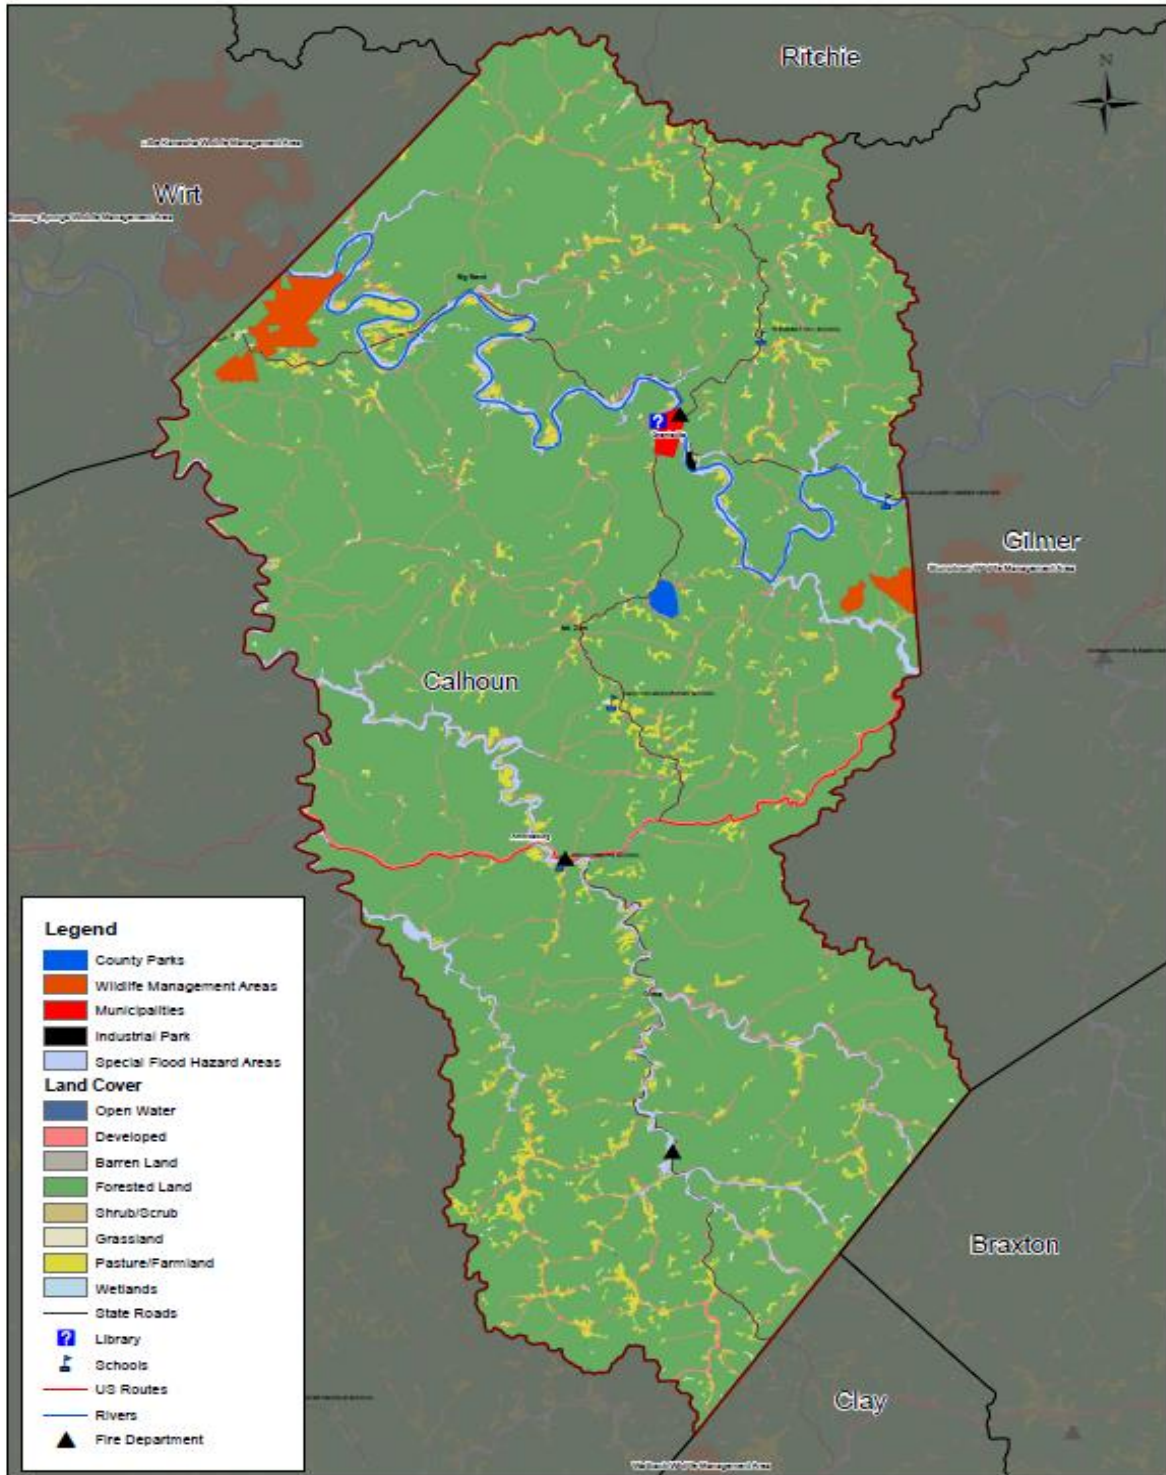 Ritchie
N
Wirt
Big Bend
Gilmer
Calhoun
Braxton
Clay
Legend
County Parks
Wildlife Management Areas
Municipalities
Industrial Park
Special Flood Hazard Areas
Land Cover
Open Water
Developed
Barren Land
Forested Land
Shrub/Scrub
Grassland
Pasture/Farmland
Wetlands
State Roads
? Library
Schools
US Routes
Rivers
Fire Department